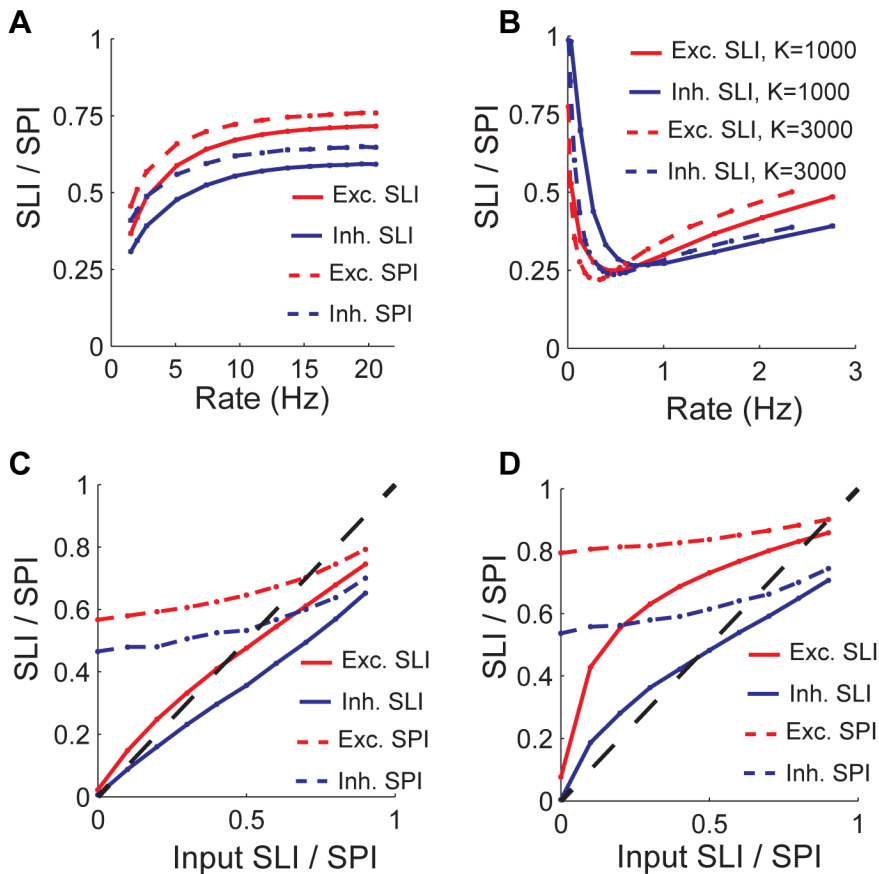 A
SLI / SPI
1
0.75
0.5
0.25
0
0 5 10 15 20
Rate (Hz)
Exc. SLI
Inh. SLI
Exc. SPI
Inh. SPI
B
1
0.75
0.5
0.25
0
0 1 2 3
Rate (Hz)
Exc. SLI, K=1000
Inh. SLI, K=1000
Exc. SLI, K=3000
Inh. SLI, K=3000
C
SLI / SPI
1
0.8
0.6
0.4
0.2
0
0 0.5 1
Input SLI / SPI
Exc. SLI
Inh. SLI
Exc. SPI
Inh. SPI
D
SLI / SPI
1
0.8
0.6
0.4
0.2
0
0 0.5 1
Input SLI / SPI
Exc. SLI
Inh. SLI
Exc. SPI
Inh. SPI